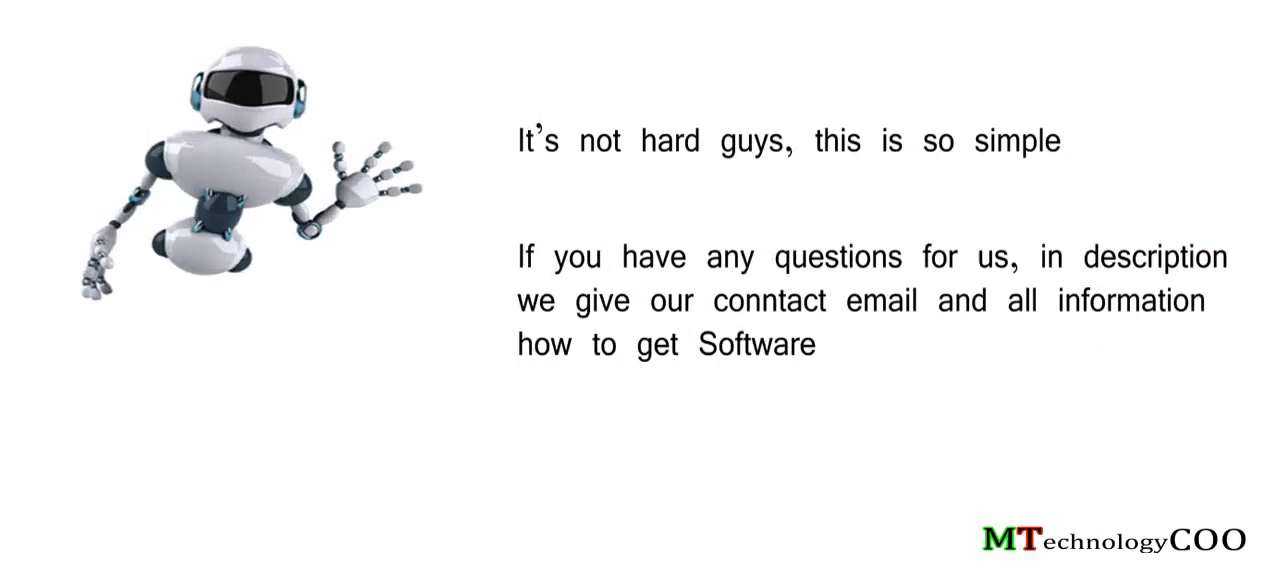 It's not hard guys, this is so simple
If you have any questions for us, in description
we give our conntact email and all information
how to get Software
MTechnologyCOO